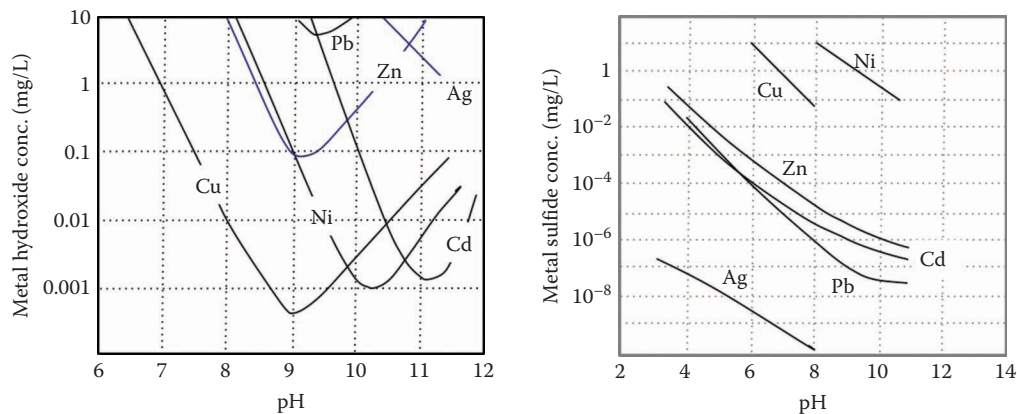 Metal hydroxide conc. (mg/L)
10
1
0.1
0.01
0.001
Pb
Zn
Ag
Cu
Ni
Cd
6 7 8 9 10 11 12
pH
Metal sulfide conc. (mg/L)
1
10⁻²
10⁻⁴
10⁻⁶
10⁻⁸
Cu
Ni
Zn
Cd
Pb
Ag
2 4 6 8 10 12 14
pH